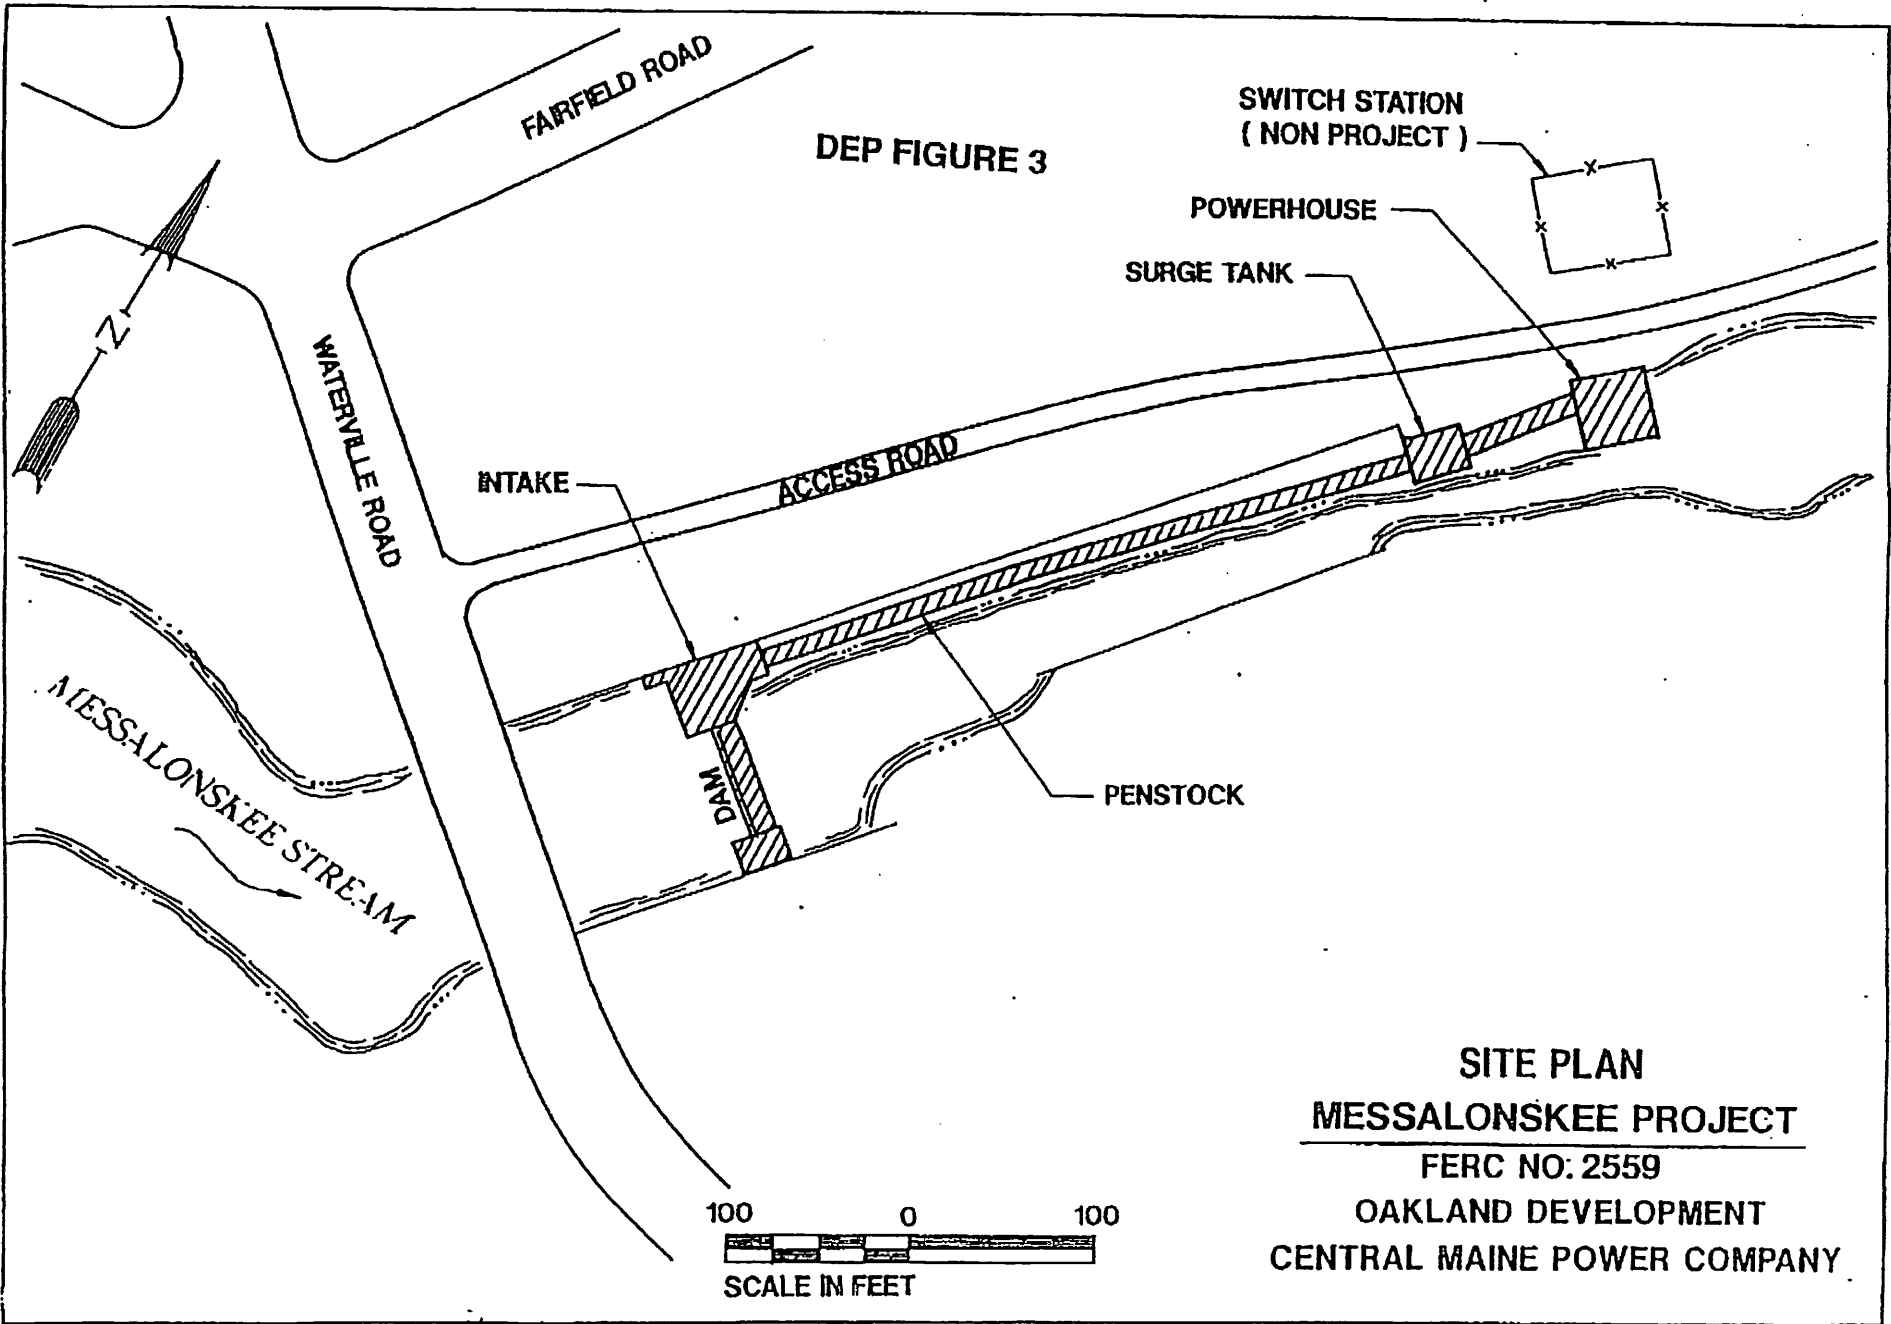 FAIRFIELD ROAD
DEP FIGURE 3
SWITCH STATION
( NON PROJECT )
POWERHOUSE
SURGE TANK
N
WATERVILLE ROAD
INTAKE
ACCESS ROAD
MESSALONSKEE STREAM
DAM
PENSTOCK
SITE PLAN
MESSALONSKEE PROJECT
FERC NO: 2559
OAKLAND DEVELOPMENT
CENTRAL MAINE POWER COMPANY
100 0 100
SCALE IN FEET